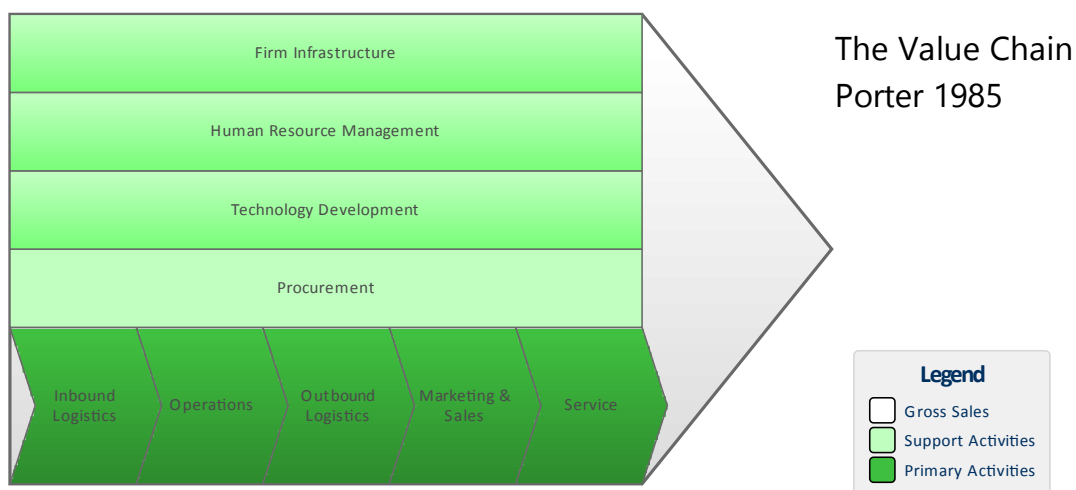 The Value Chain
Porter 1985
Firm Infrastructure
Human Resource Management
Technology Development
Procurement
Inbound
Logistics
Operations
Outbound
Logistics
Marketing &
Sales
Service
Legend
Gross Sales
Support Activities
Primary Activities